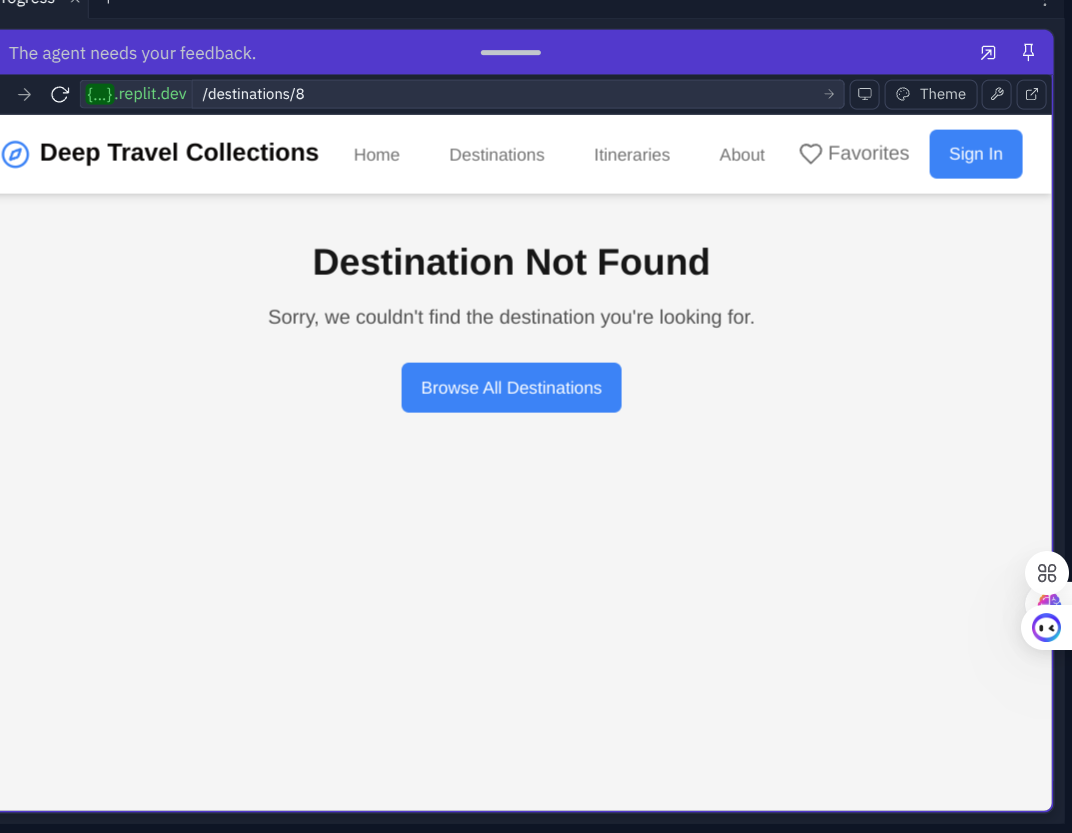 The agent needs your feedback.
{...}.replit.dev /destinations/8
Theme
Deep Travel Collections
Home
Destinations
Itineraries
About
Favorites
Sign In
Destination Not Found
Sorry, we couldn't find the destination you're looking for.
Browse All Destinations